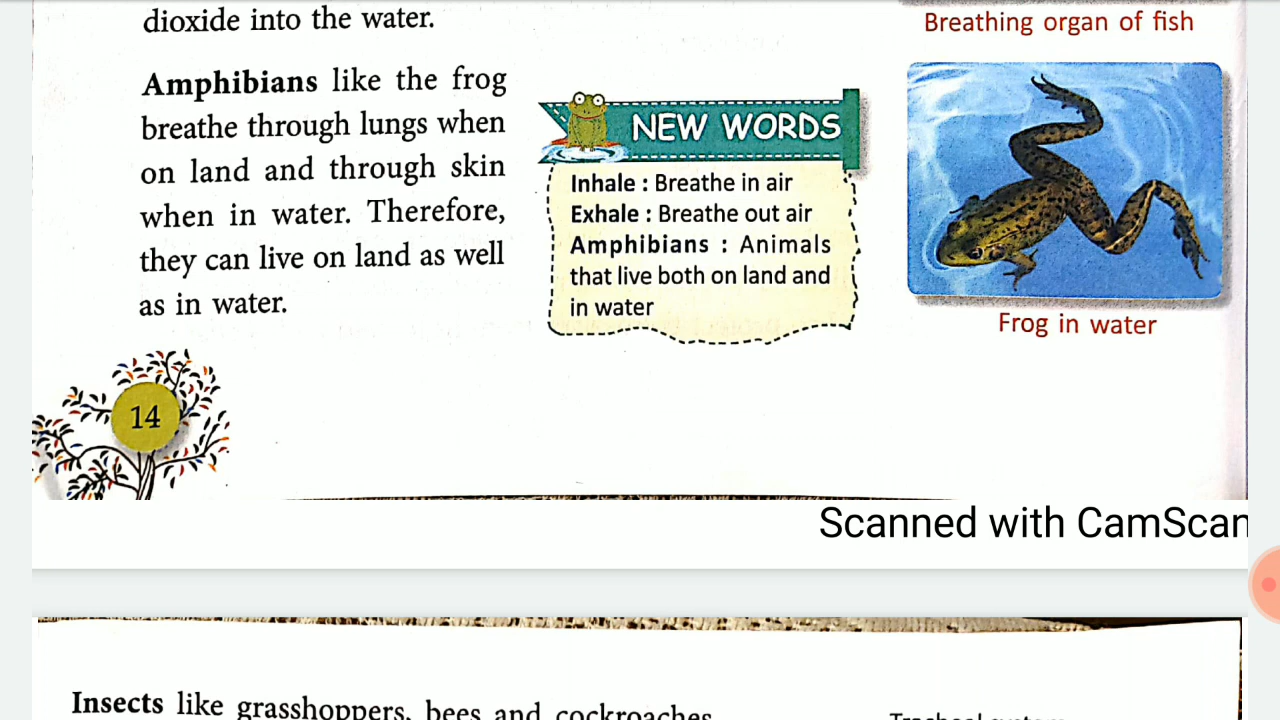 dioxide into the water.
Breathing organ of fish
Amphibians like the frog
breathe through lungs when
on land and through skin
when in water. Therefore,
they can live on land as well
as in water.
NEW WORDS
Inhale : Breathe in air
Exhale : Breathe out air
Amphibians : Animals
that live both on land and
in water
Frog in water
14
Scanned with CamScan
Insects like grasshoppers, bees and cockroaches
Tracheal system